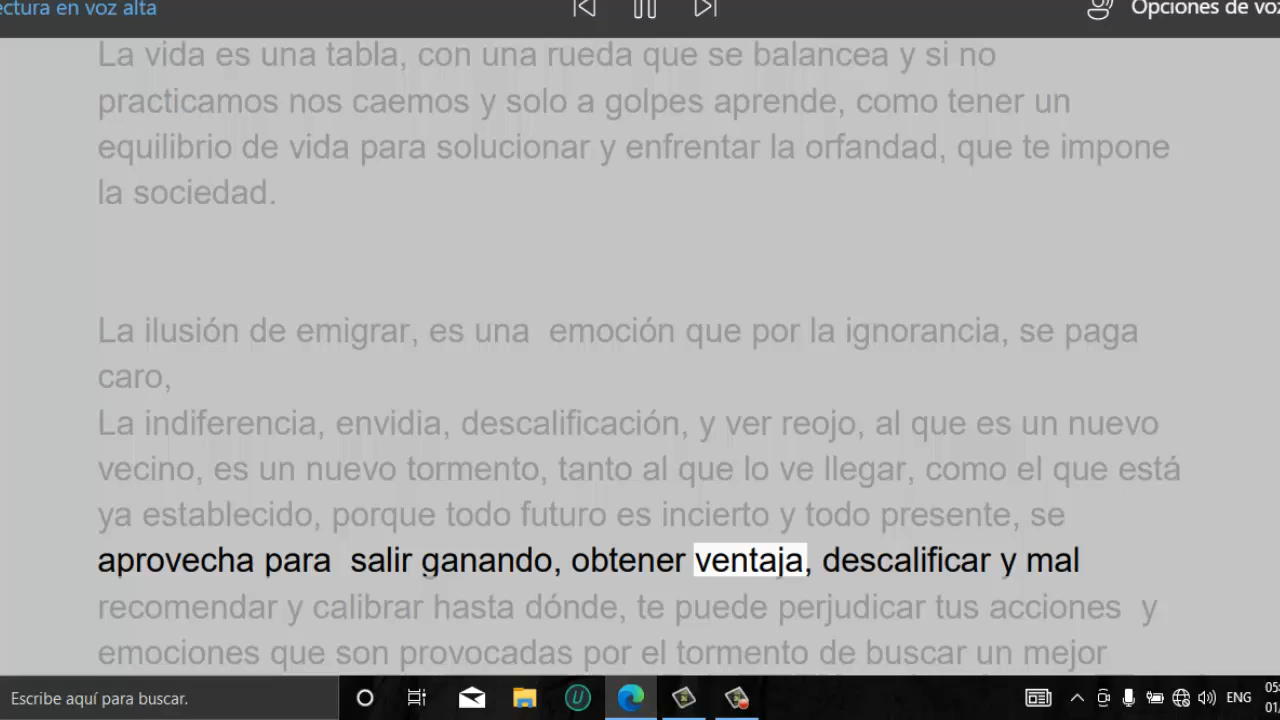 ectura en voz alta
Opciones de voz
La vida es una tabla, con una rueda que se balancea y si no
practicamos nos caemos y solo a golpes aprende, como tener un
equilibrio de vida para solucionar y enfrentar la orfandad, que te impone
la sociedad.
La ilusión de emigrar, es una  emoción que por la ignorancia, se paga
caro,
La indiferencia, envidia, descalificación, y ver reojo, al que es un nuevo
vecino, es un nuevo tormento, tanto al que lo ve llegar, como el que está
ya establecido, porque todo futuro es incierto y todo presente, se
aprovecha para  salir ganando, obtener ventaja, descalificar y mal
recomendar y calibrar hasta dónde, te puede perjudicar tus acciones  y
emociones que son provocadas por el tormento de buscar un mejor
Escribe aquí para buscar.
ENG
05:
01/